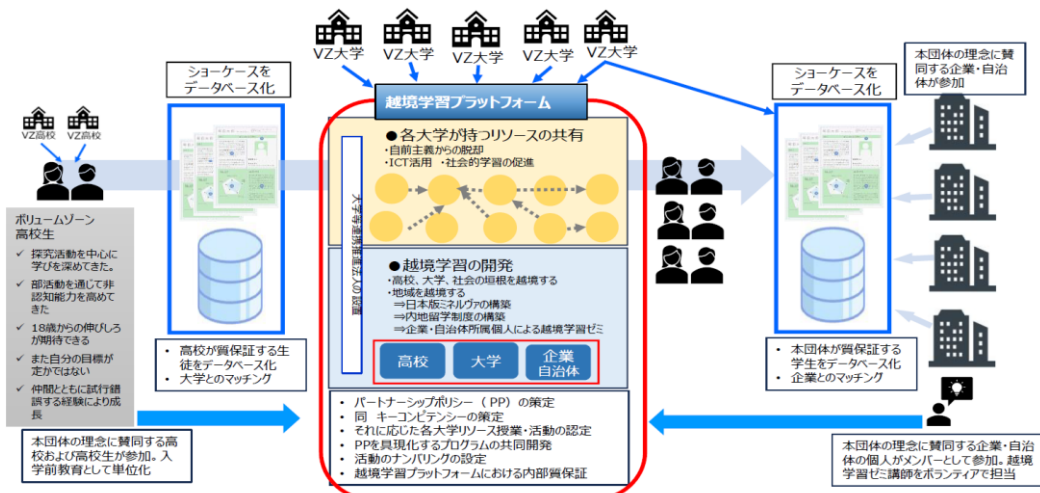 VZ大学
VZ大学
VZ大学
VZ大学
VZ大学
ショーケースを
データベース化
越境学習プラットフォーム
ショーケースを
データベース化
本団体の理念に賛
同する企業・自治
体が参加
VZ高校
VZ高校
●各大学が持つリソースの共有
・自前主義からの脱却
・ICT活用 ・社会的学習の促進
大学等連携推進法人の設置
ボリュームゾーン
高校生
✓ 探究活動を中心に
学びを深めてきた。
✓ 部活動を通じて非
認知能力を高めて
きた
✓ 18歳からの伸びしろ
が期待できる
✓ また自分の目標が
定かではない
✓ 仲間とともに試行錯
誤する経験により成
長
●越境学習の開発
・高校、大学、社会の垣根を越境する
・地域を越境する
⇒日本版ミネルヴァの構築
⇒内地留学制度の構築
⇒企業・自治体所属個人による越境学習ゼミ
高校
大学
企業
自治体
• 高校が質保証する生
徒をデータベース化
• 大学とのマッチング
• 本団体が質保証する
学生をデータベース化
• 企業とのマッチング
• パートナーシップポリシー（PP）の策定
• 同 キーコンピテンシーの策定
• それに応じた各大学リソース授業・活動の認定
• PPを具現化するプログラムの共同開発
• 活動のナンバリングの設定
• 越境学習プラットフォームにおける内部質保証
本団体の理念に賛同する高
校および高校生が参加。入
学前教育として単位化
本団体の理念に賛同する企業・自治
体の個人がメンバーとして参加。越境
学習ゼミ講師をボランティアで担当